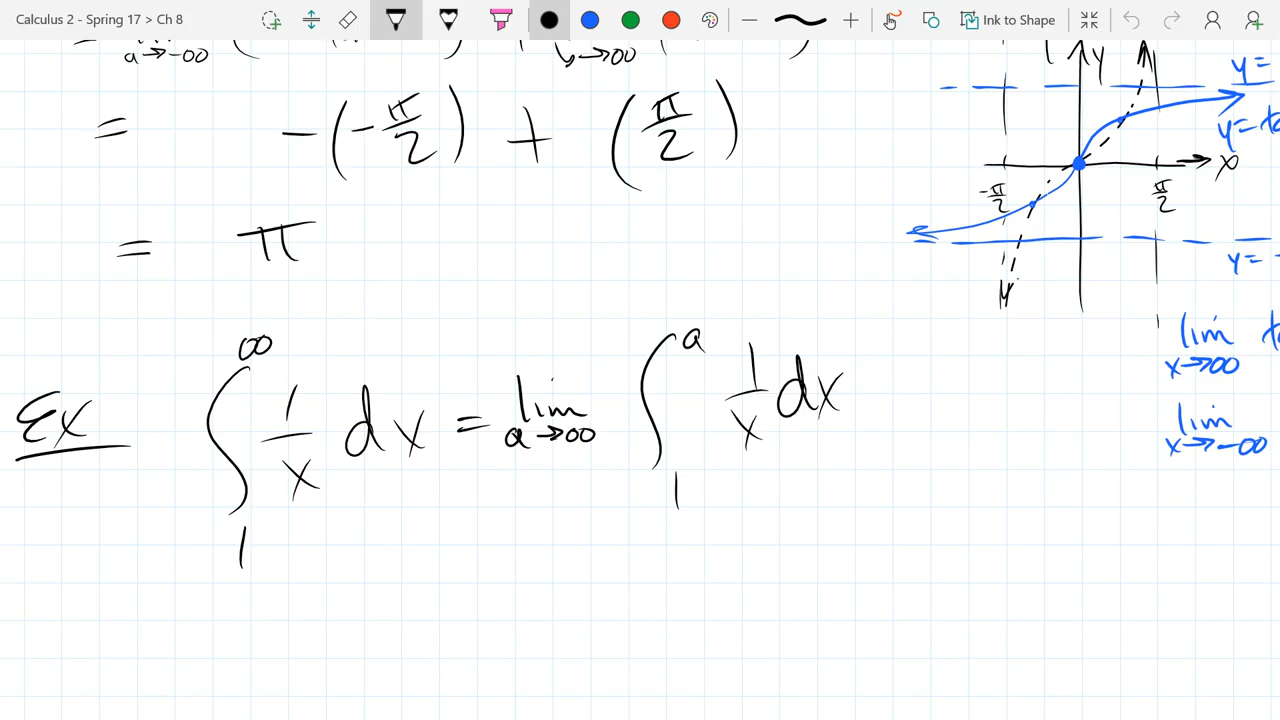 Calculus 2 - Spring 17 > Ch 8
Ink to Shape
a→-∞
b→∞
= -(-π/2) + (π/2)
= π
Ex ∫₁^∞ 1/x dx = lim a→∞ ∫₁^a 1/x dx
y
y=
y=
x
-π/2
π/2
y=
lim x→∞
lim x→-∞